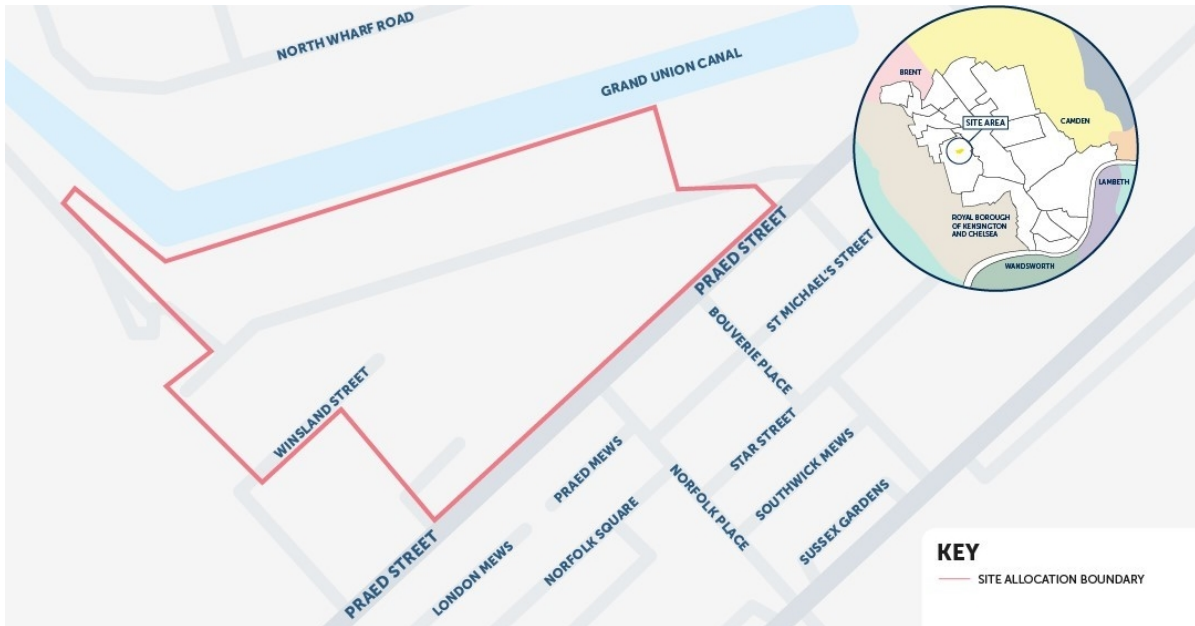 NORTH WHARF ROAD
GRAND UNION CANAL
BRENT
SITE AREA
CAMDEN
LAMBETH
ROYAL BOROUGH
OF KENSINGTON
AND CHELSEA
WANDSWORTH
PRAED STREET
ST MICHAEL'S STREET
BOUVERIE PLACE
WINSLAND STREET
STAR STREET
PRAED MEWS
SOUTHWICK MEWS
NORFOLK PLACE
SUSSEX GARDENS
NORFOLK SQUARE
LONDON MEWS
PRAED STREET
KEY
SITE ALLOCATION BOUNDARY